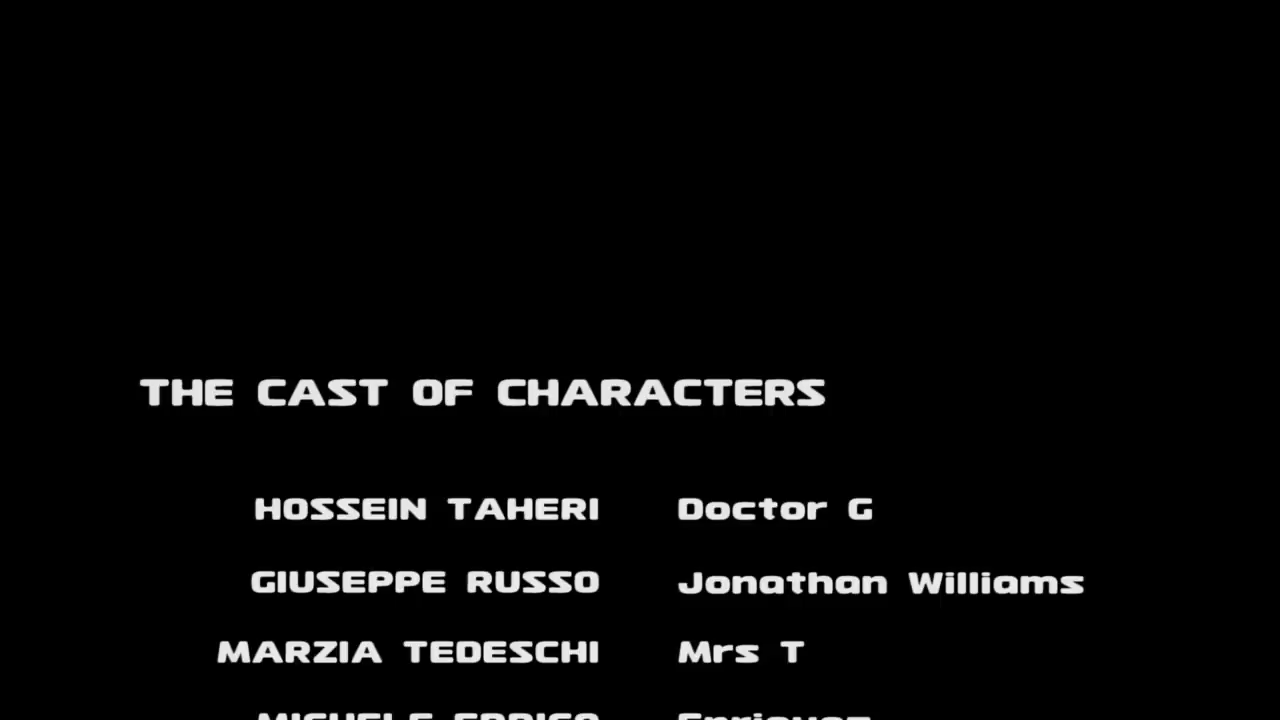 THE CAST OF CHARACTERS
HOSSEIN TAHERI Doctor G
GIUSEPPE RUSSO Jonathan Williams
MARZIA TEDESCHI Mrs T